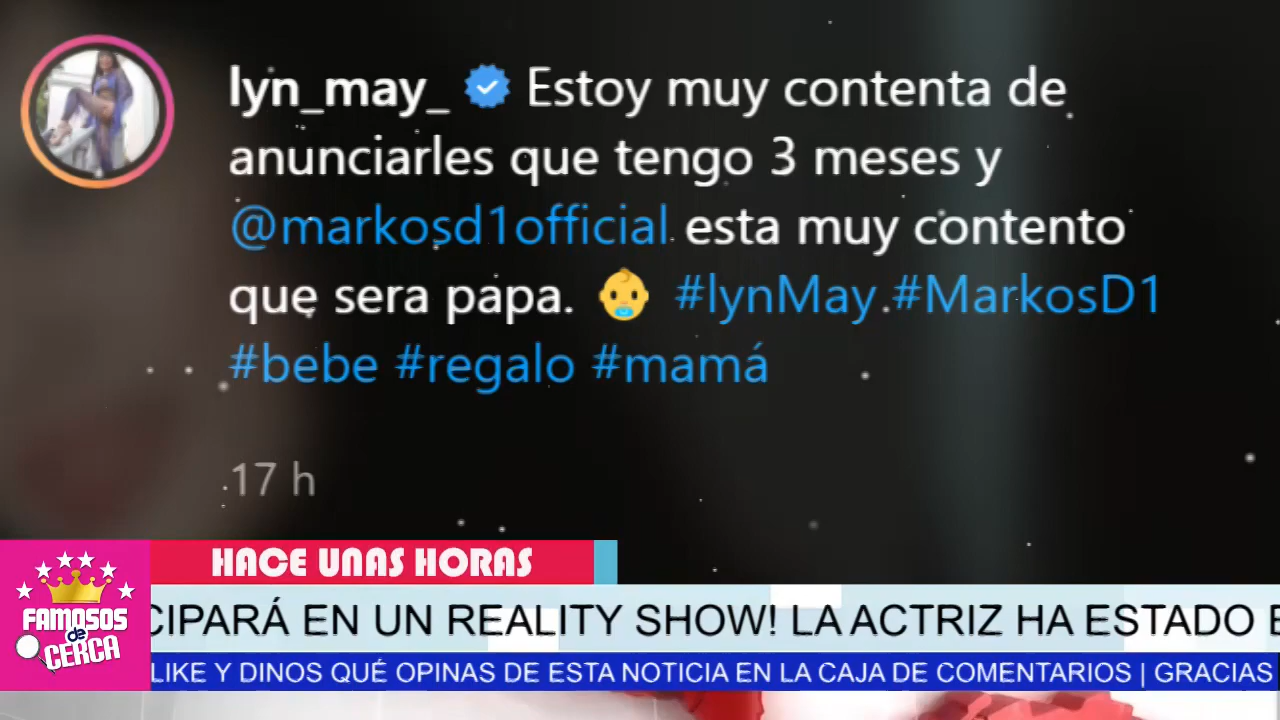 lyn_may_ Estoy muy contenta de
anunciarles que tengo 3 meses y
@markosd1official esta muy contento
que sera papa. #lynMay #MarkosD1
#bebe #regalo #mamá
17 h
HACE UNAS HORAS
FAMOSOS
de
CERCA
CIPARÁ EN UN REALITY SHOW! LA ACTRIZ HA ESTADO E
LIKE Y DINOS QUÉ OPINAS DE ESTA NOTICIA EN LA CAJA DE COMENTARIOS | GRACIAS